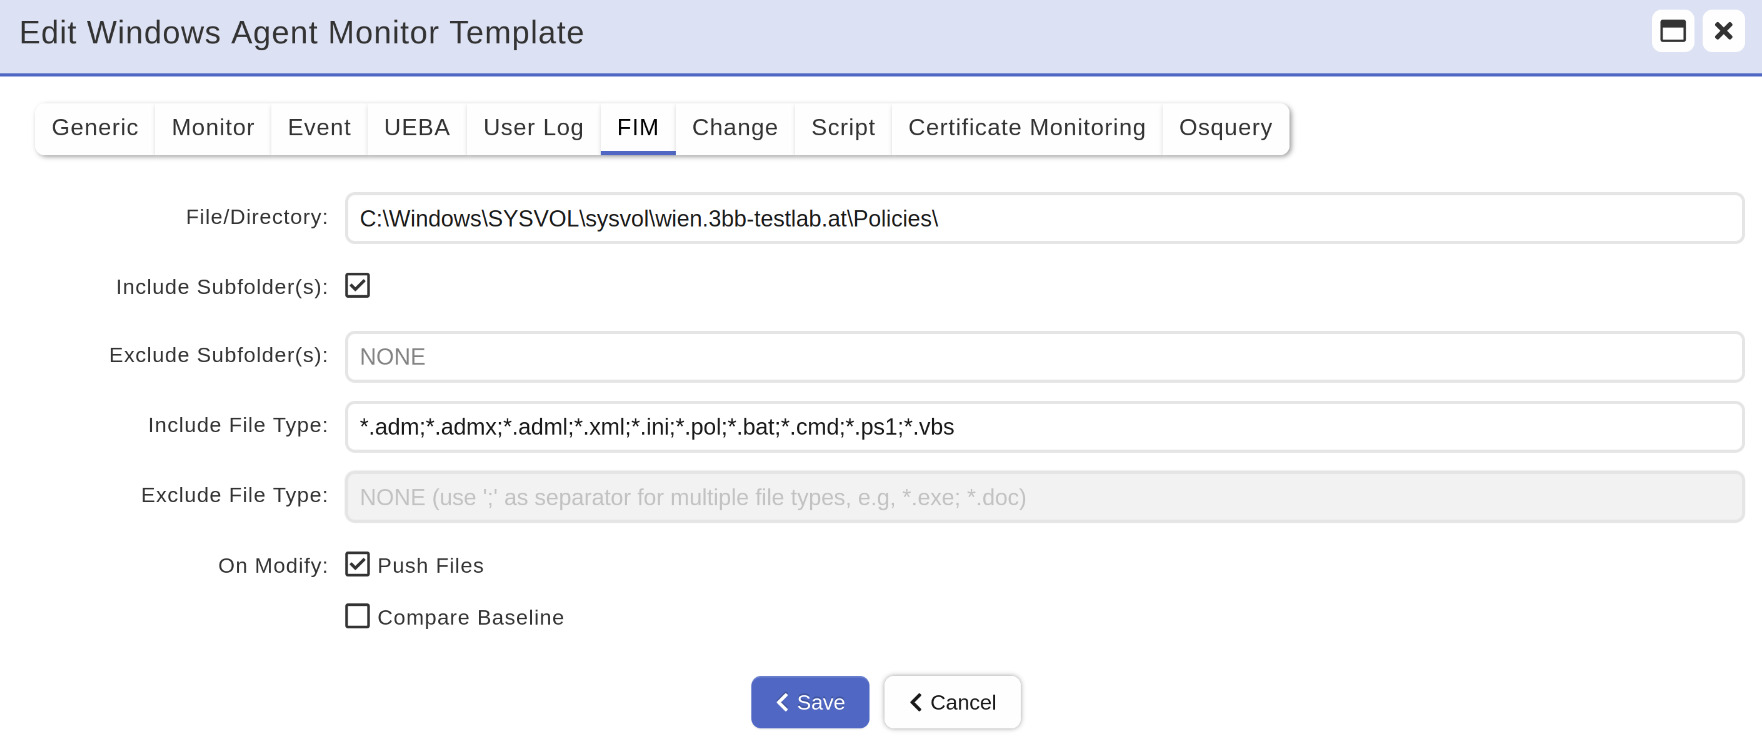 Edit Windows Agent Monitor Template
Generic Monitor Event UEBA User Log FIM Change Script Certificate Monitoring Osquery
File/Directory: C:\Windows\SYSVOL\sysvol\wien.3bb-testlab.at\Policies\
Include Subfolder(s):
Exclude Subfolder(s): NONE
Include File Type: *.adm;*.admx;*.adml;*.xml;*.ini;*.pol;*.bat;*.cmd;*.ps1;*.vbs
Exclude File Type: NONE (use ';' as separator for multiple file types, e.g, *.exe; *.doc)
On Modify: Push Files
Compare Baseline
Save Cancel